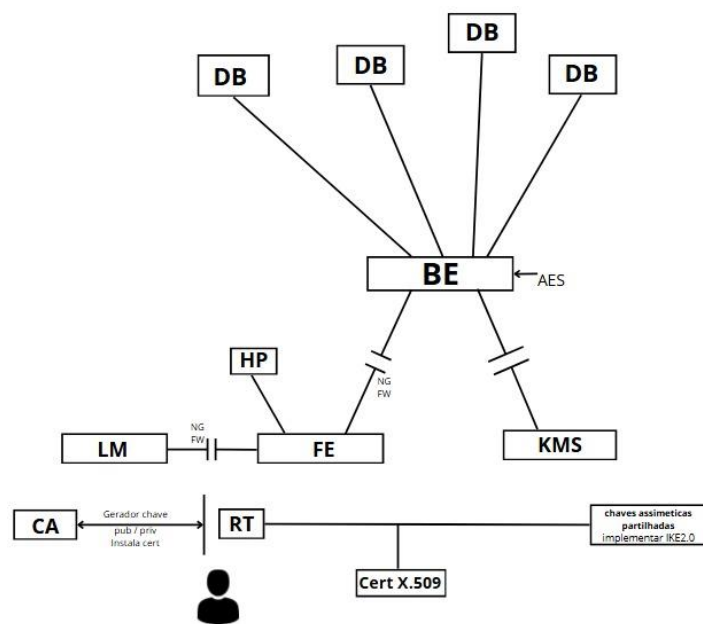 DB
DB
DB
DB
BE
AES
HP
NG
FW
NG
FW
LM
FE
KMS
CA
Gerador chave
pub / priv
Instala cert
RT
chaves assimeticas
partilhadas
implementar IKE2.0
Cert X.509